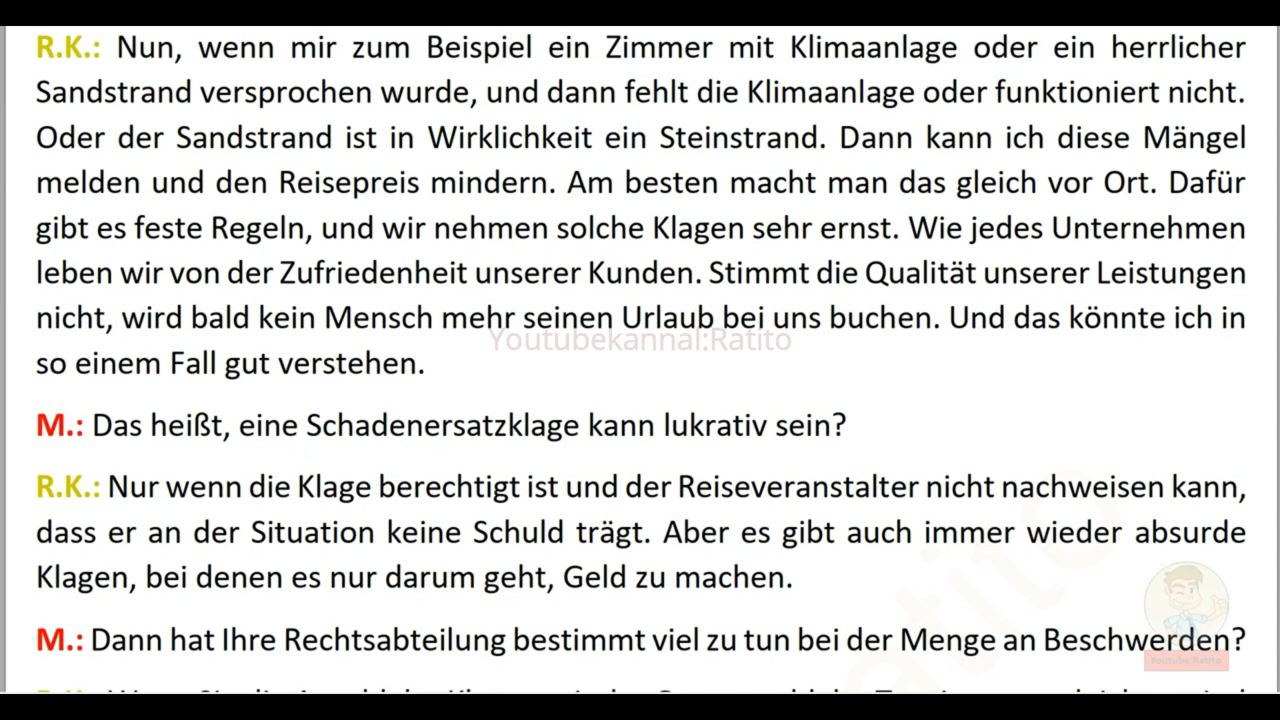 R.K.: Nun, wenn mir zum Beispiel ein Zimmer mit Klimaanlage oder ein herrlicher
Sandstrand versprochen wurde, und dann fehlt die Klimaanlage oder funktioniert nicht.
Oder der Sandstrand ist in Wirklichkeit ein Steinstrand. Dann kann ich diese Mängel
melden und den Reisepreis mindern. Am besten macht man das gleich vor Ort. Dafür
gibt es feste Regeln, und wir nehmen solche Klagen sehr ernst. Wie jedes Unternehmen
leben wir von der Zufriedenheit unserer Kunden. Stimmt die Qualität unserer Leistungen
nicht, wird bald kein Mensch mehr seinen Urlaub bei uns buchen. Und das könnte ich in
Youtubekannal:Ratito
so einem Fall gut verstehen.
M.: Das heißt, eine Schadenersatzklage kann lukrativ sein?
R.K.: Nur wenn die Klage berechtigt ist und der Reiseveranstalter nicht nachweisen kann,
dass er an der Situation keine Schuld trägt. Aber es gibt auch immer wieder absurde
Klagen, bei denen es nur darum geht, Geld zu machen.
M.: Dann hat Ihre Rechtsabteilung bestimmt viel zu tun bei der Menge an Beschwerden?
Youtube:Ratito